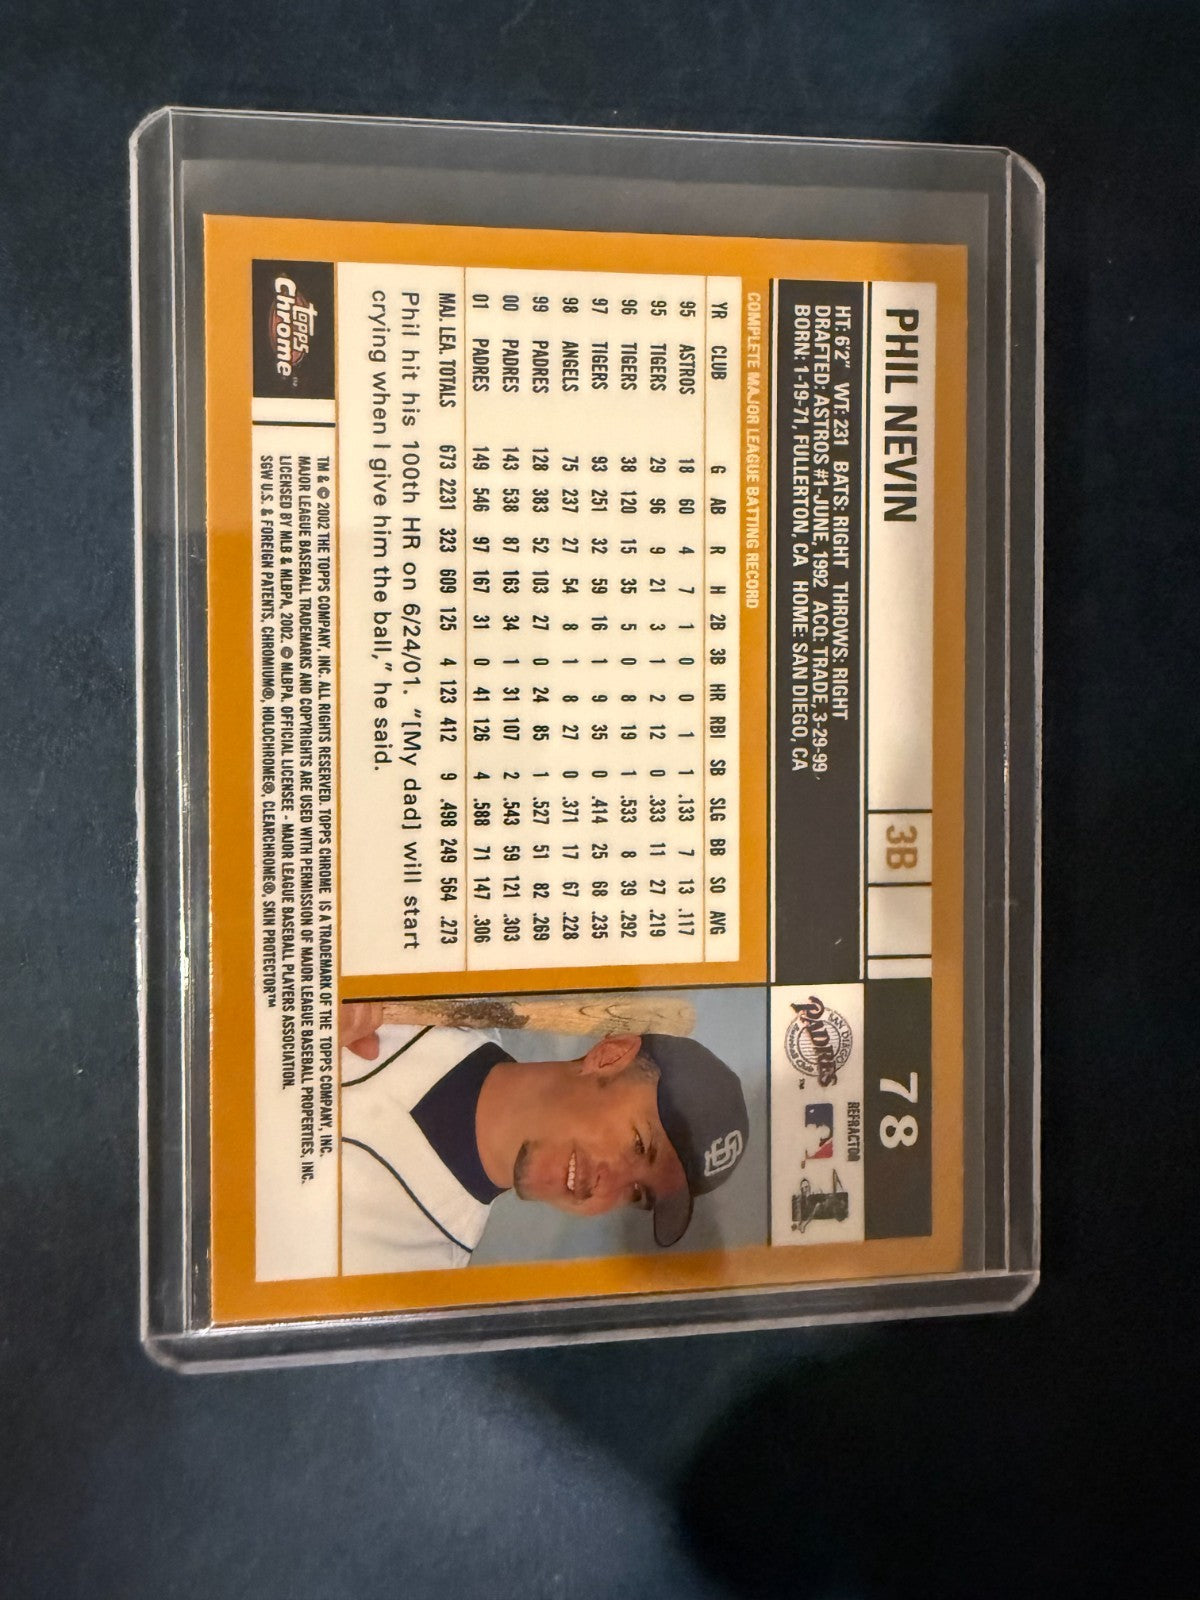 PHIL NEVIN 3B 78
HT: 6'2" WT: 231 BATS: RIGHT THROWS: RIGHT
DRAFTED: ASTROS #1-JUNE, 1992 ACQ: TRADE, 3-29-99
BORN: 1-19-71, FULLERTON, CA HOME: SAN DIEGO, CA
REFRACTOR
SAN DIEGO
PADRES
Baseball Club
TM
COMPLETE MAJOR LEAGUE BATTING RECORD
YR CLUB G AB R H 2B 3B HR RBI SB SLG BB SO AVG
95 ASTROS 18 60 4 7 1 0 0 1 1 .133 7 13 .117
95 TIGERS 29 96 9 21 3 1 2 12 0 .333 11 27 .219
96 TIGERS 38 120 15 35 5 0 8 19 1 .533 8 39 .292
97 TIGERS 93 251 32 59 16 1 9 35 0 .414 25 68 .235
98 ANGELS 75 237 27 54 8 1 8 27 0 .371 17 67 .228
99 PADRES 128 383 52 103 27 0 24 85 1 .527 51 82 .269
00 PADRES 143 538 87 163 34 1 31 107 2 .543 59 121 .303
01 PADRES 149 546 97 167 31 0 41 126 4 .588 71 147 .306
MAJ. LEA. TOTALS 673 2231 323 609 125 4 123 412 9 .498 249 564 .273
Phil hit his 100th HR on 6/24/01. "[My dad] will start
crying when I give him the ball," he said.
SD
Topps
Chrome
TM & © 2002 THE TOPPS COMPANY, INC. ALL RIGHTS RESERVED. TOPPS CHROME IS A TRADEMARK OF THE TOPPS COMPANY, INC.
MAJOR LEAGUE BASEBALL TRADEMARKS AND COPYRIGHTS ARE USED WITH PERMISSION OF MAJOR LEAGUE BASEBALL PROPERTIES, INC.
LICENSED BY MLB & MLBPA, 2002. © MLBPA. OFFICIAL LICENSEE - MAJOR LEAGUE BASEBALL PLAYERS ASSOCIATION.
SGW U.S. & FOREIGN PATENTS, CHROMIUM®, HOLOCHROME®, CLEARCHROME®, SKIN PROTECTOR™